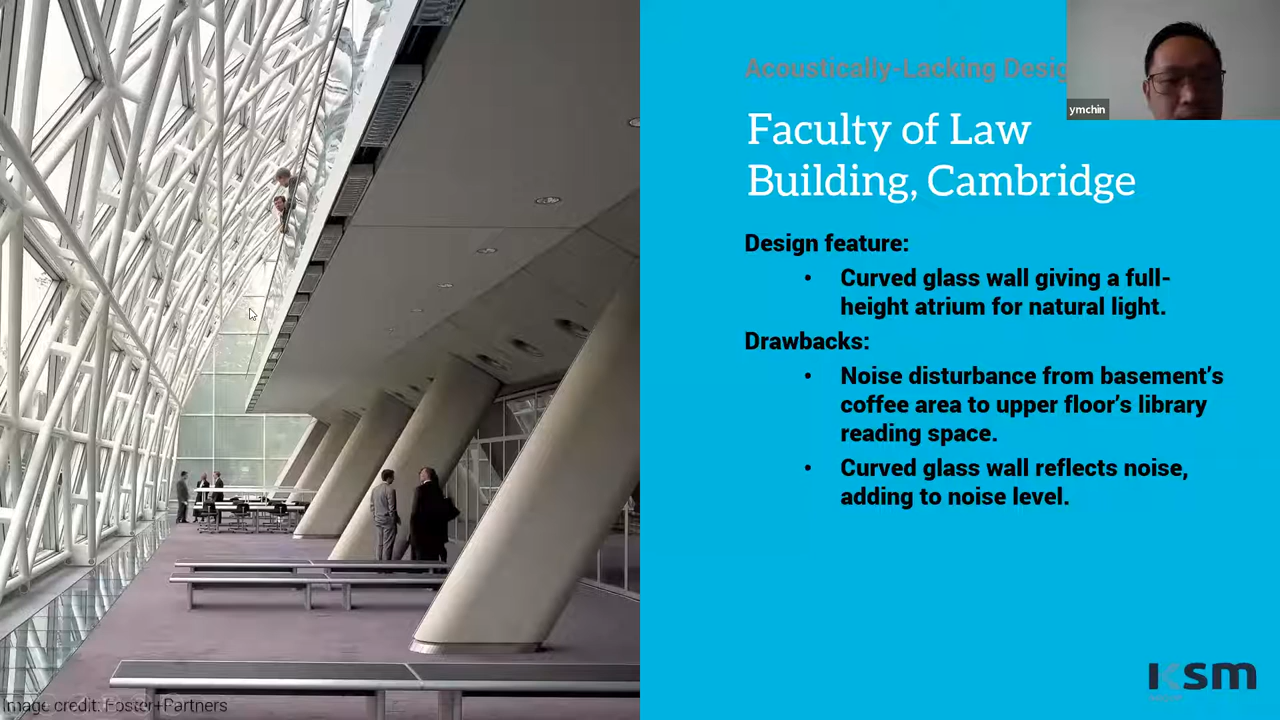 Acoustically-Lacking Desig
ymchin
Faculty of Law
Building, Cambridge
Design feature:
• Curved glass wall giving a full-
height atrium for natural light.
Drawbacks:
• Noise disturbance from basement’s
coffee area to upper floor’s library
reading space.
• Curved glass wall reflects noise,
adding to noise level.
ksm
Image credit: Foster+Partners